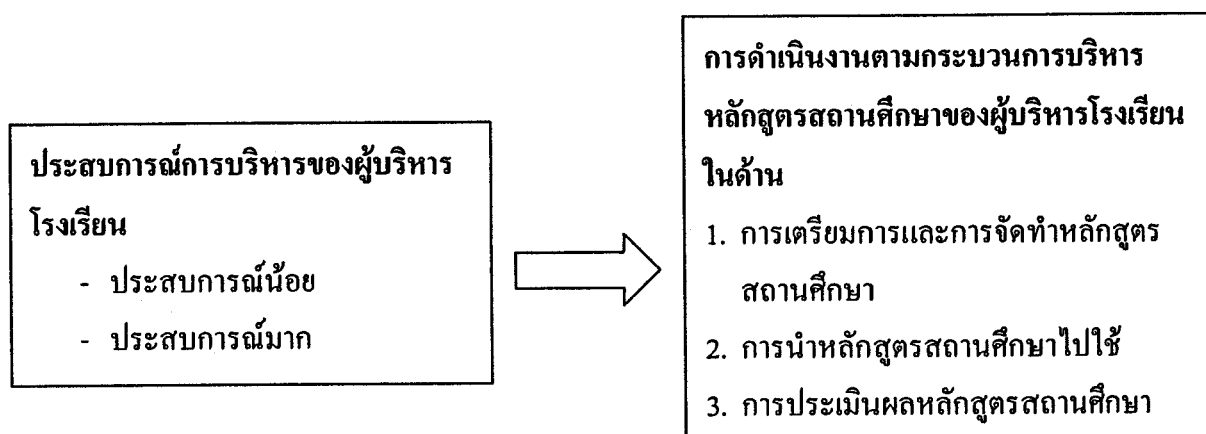 ประสบการณ์การบริหารของผู้บริหาร
โรงเรียน
- ประสบการณ์น้อย
- ประสบการณ์มาก
การดำเนินงานตามกระบวนการบริหาร
หลักสูตรสถานศึกษาของผู้บริหารโรงเรียน
ในด้าน
1. การเตรียมการและการจัดทำหลักสูตร
สถานศึกษา
2. การนำหลักสูตรสถานศึกษาไปใช้
3. การประเมินผลหลักสูตรสถานศึกษา